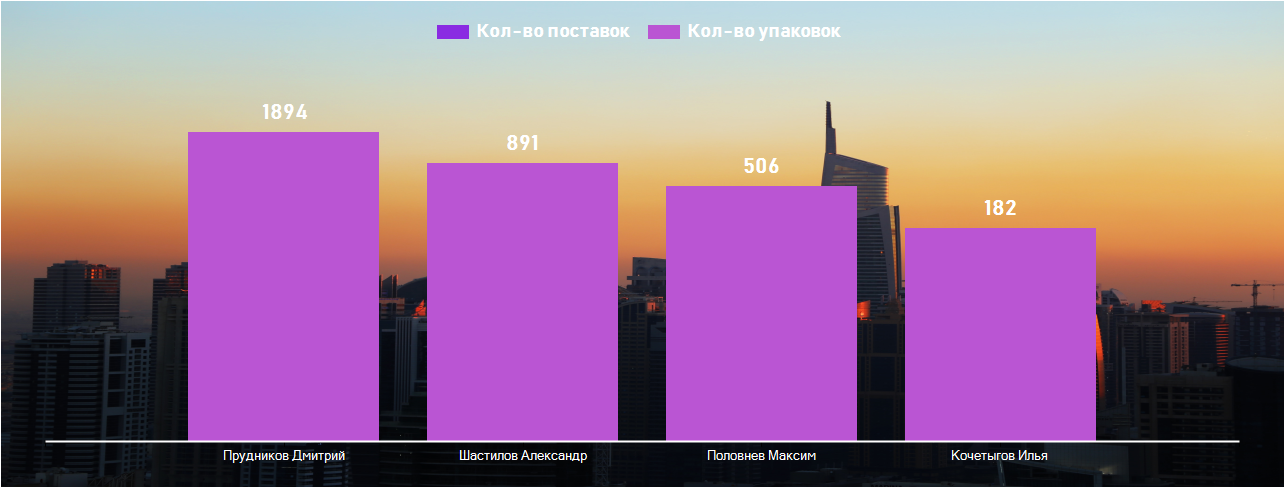 Кол-во поставок Кол-во упаковок
1894
891
506
182
Прудников Дмитрий Шастилов Александр Половнев Максим Кочетыгов Илья